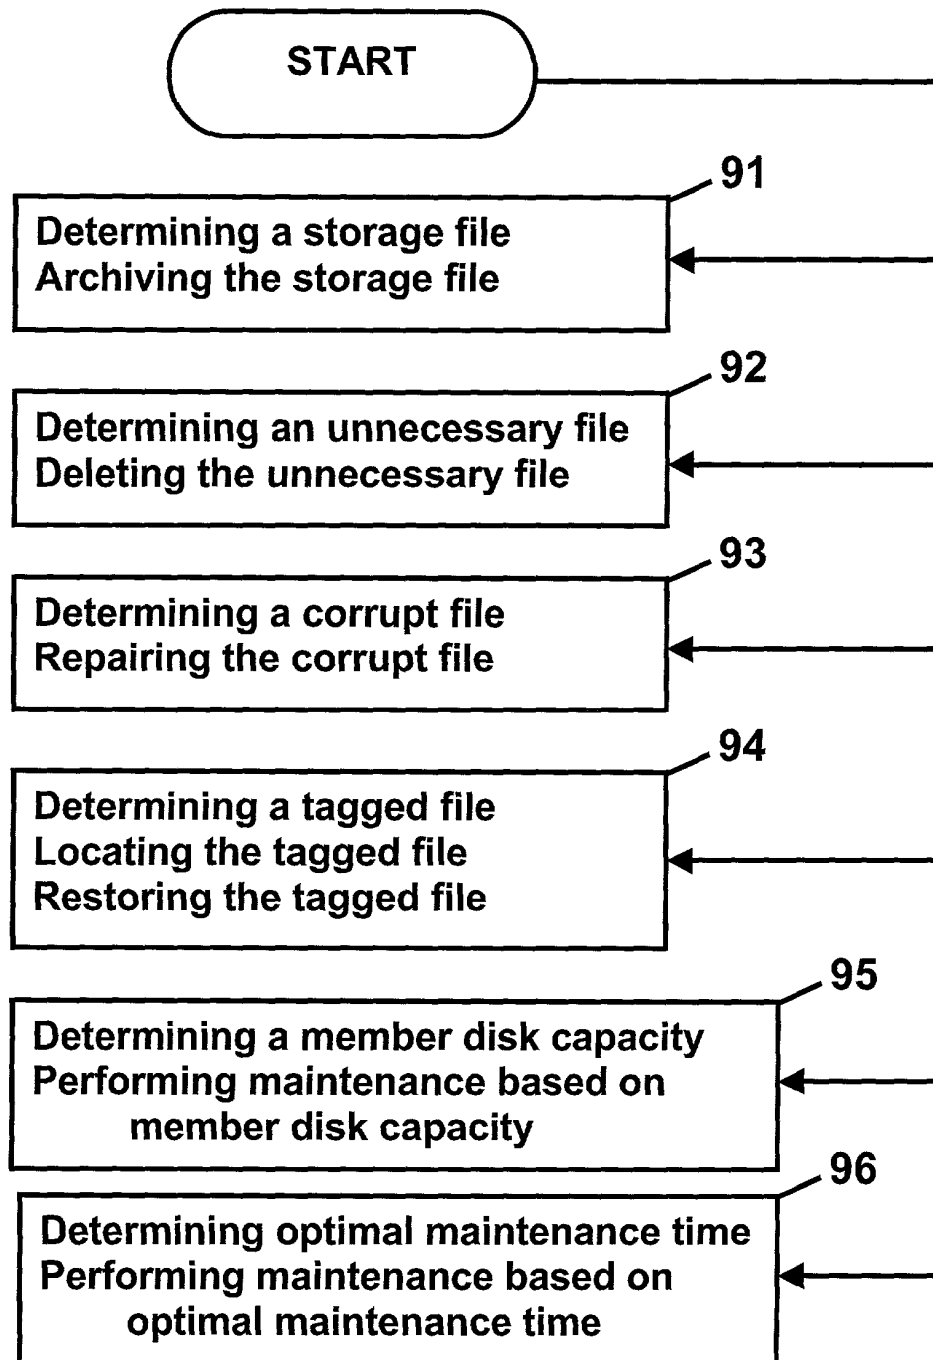 START
91
Determining a storage file
Archiving the storage file
92
Determining an unnecessary file
Deleting the unnecessary file
93
Determining a corrupt file
Repairing the corrupt file
94
Determining a tagged file
Locating the tagged file
Restoring the tagged file
95
Determining a member disk capacity
Performing maintenance based on
member disk capacity
96
Determining optimal maintenance time
Performing maintenance based on
optimal maintenance time